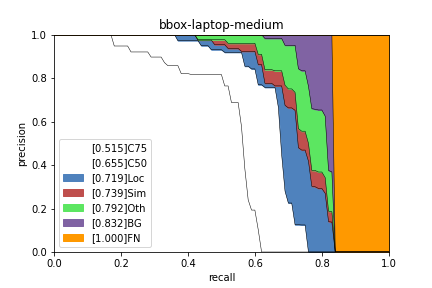 bbox-laptop-medium
1.0
0.8
0.6
0.4
0.2
0.0
precision
[0.515]C75
[0.655]C50
[0.719]Loc
[0.739]Sim
[0.792]Oth
[0.832]BG
[1.000]FN
0.0 0.2 0.4 0.6 0.8 1.0
recall